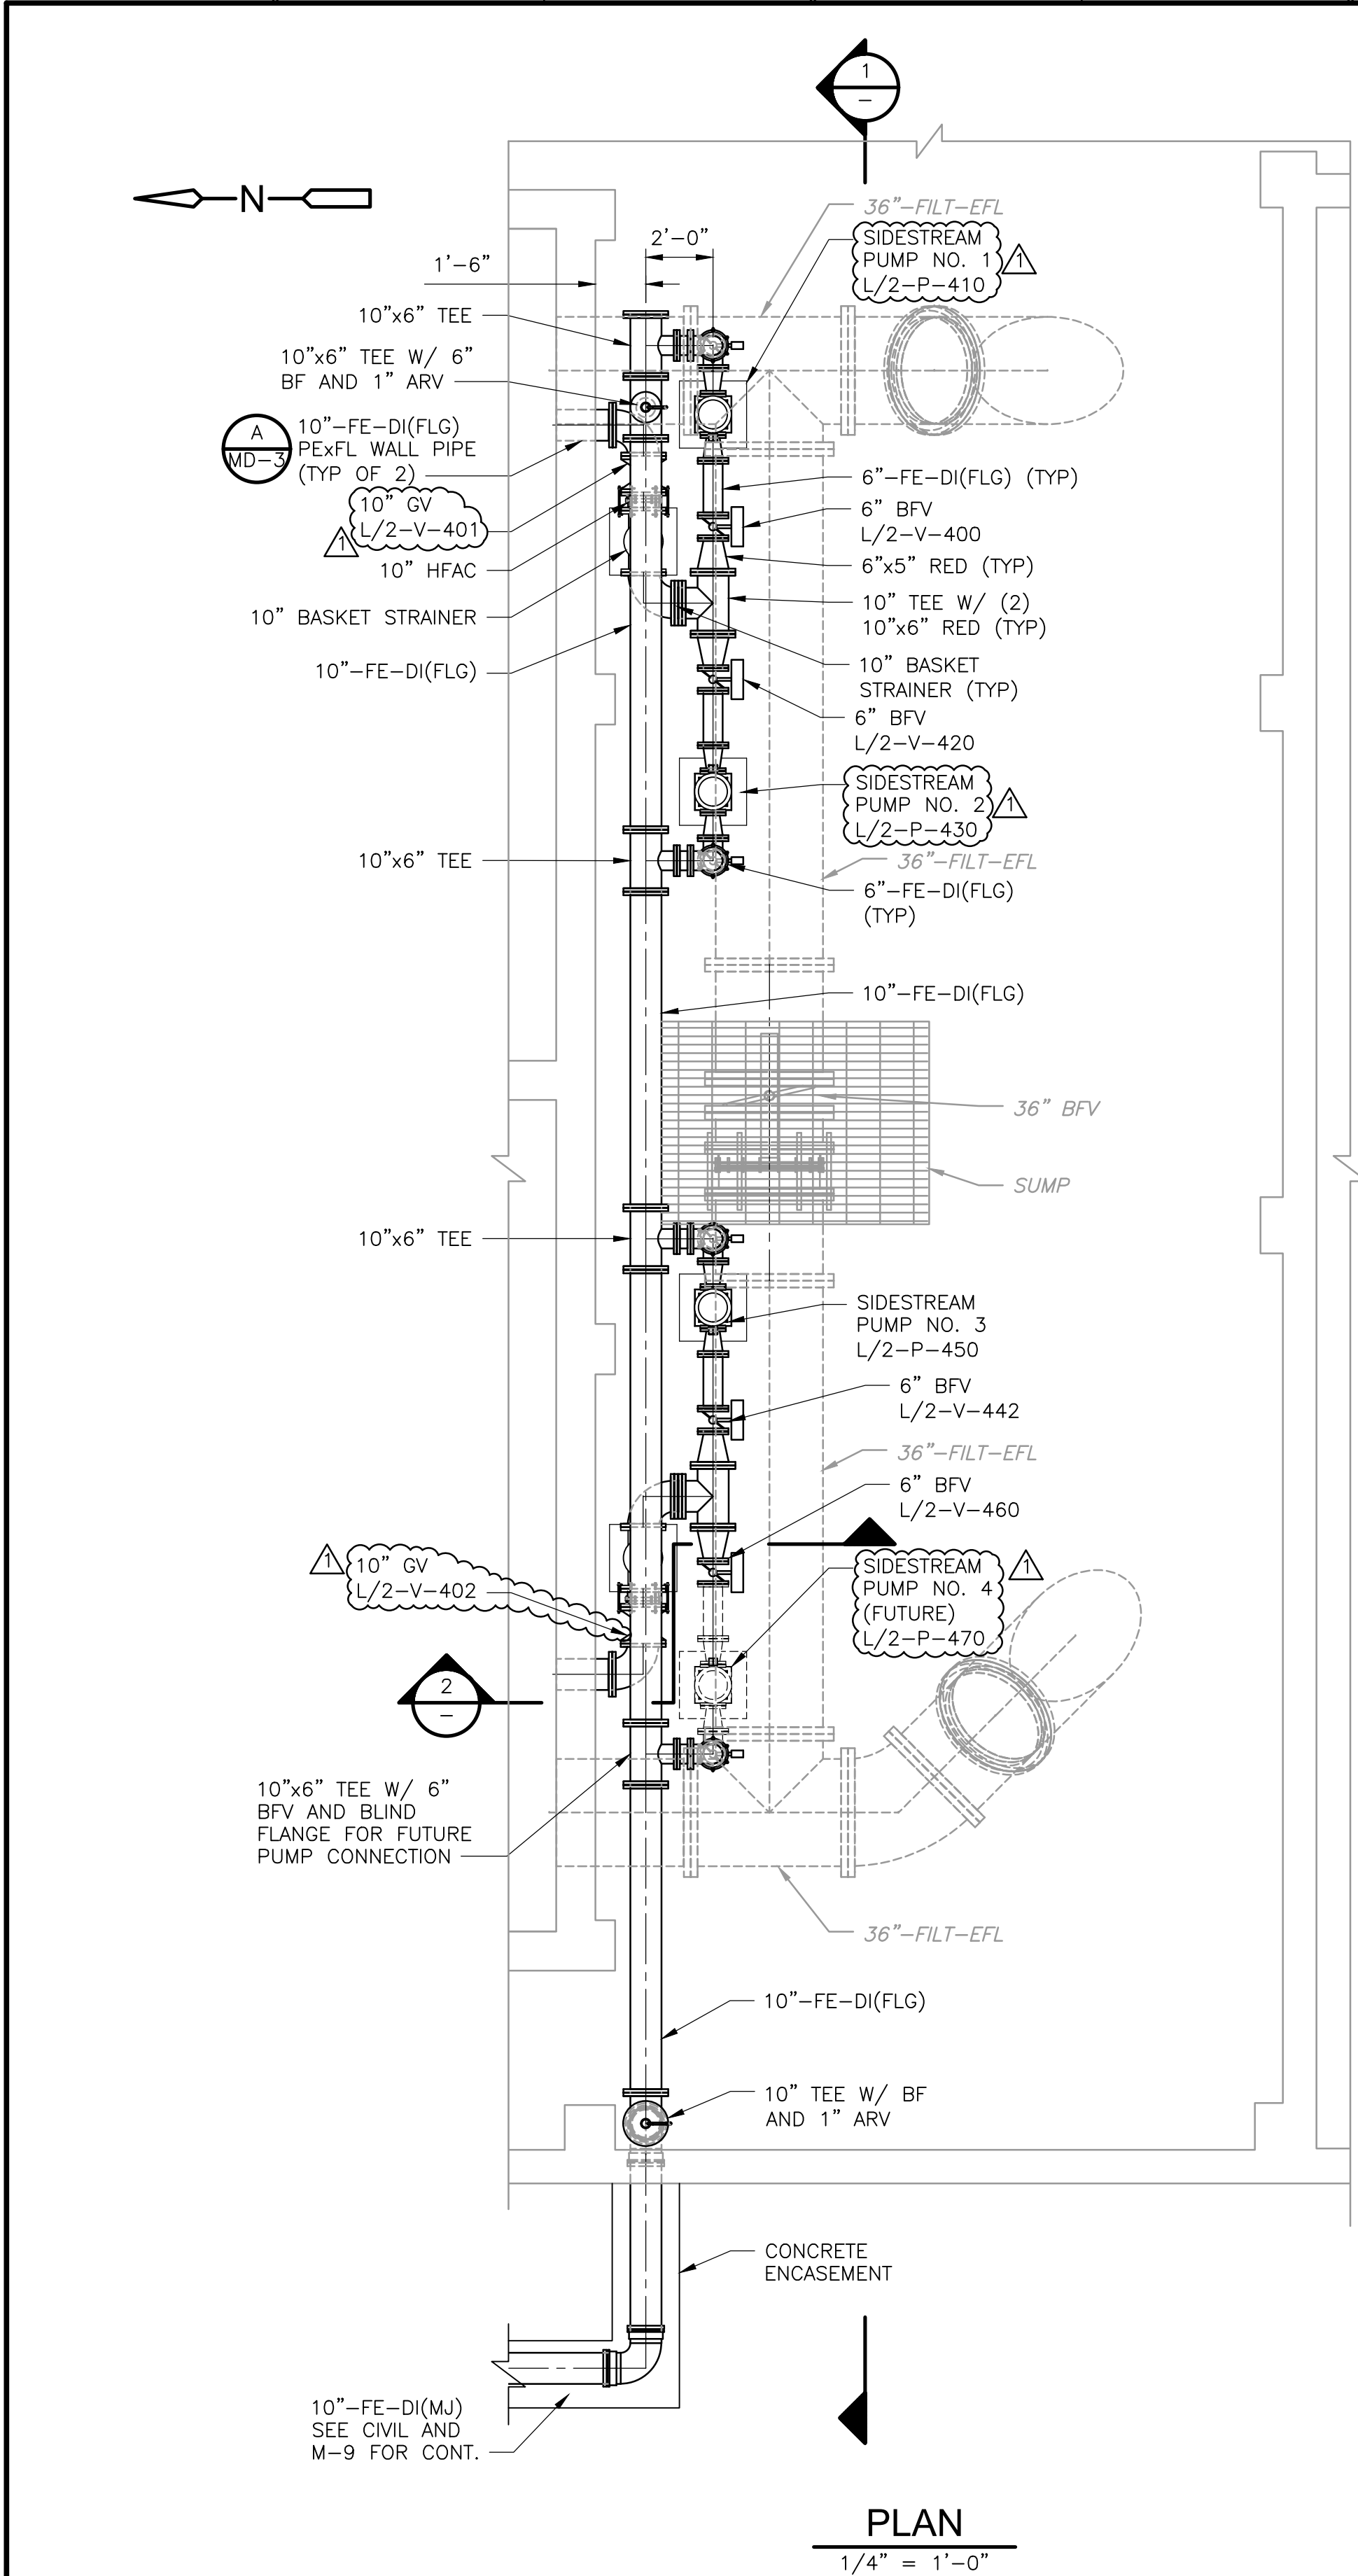 1
–
N
36"-FILT-EFL
SIDESTREAM
PUMP NO. 1
L/2-P-410
1
2'-0"
1'-6"
10"x6" TEE
10"x6" TEE W/ 6"
BF AND 1" ARV
A
MD-3
10"-FE-DI(FLG)
PExFL WALL PIPE
(TYP OF 2)
10" GV
L/2-V-401
1
10" HFAC
10" BASKET STRAINER
10"-FE-DI(FLG)
6"-FE-DI(FLG) (TYP)
6" BFV
L/2-V-400
6"x5" RED (TYP)
10" TEE W/ (2)
10"x6" RED (TYP)
10" BASKET
STRAINER (TYP)
6" BFV
L/2-V-420
SIDESTREAM
PUMP NO. 2
L/2-P-430
1
10"x6" TEE
36"-FILT-EFL
6"-FE-DI(FLG)
(TYP)
10"-FE-DI(FLG)
36" BFV
SUMP
10"x6" TEE
SIDESTREAM
PUMP NO. 3
L/2-P-450
6" BFV
L/2-V-442
36"-FILT-EFL
6" BFV
L/2-V-460
1
10" GV
L/2-V-402
SIDESTREAM
PUMP NO. 4
(FUTURE)
L/2-P-470
1
2
–
10"x6" TEE W/ 6"
BFV AND BLIND
FLANGE FOR FUTURE
PUMP CONNECTION
36"-FILT-EFL
10"-FE-DI(FLG)
10" TEE W/ BF
AND 1" ARV
CONCRETE
ENCASEMENT
10"-FE-DI(MJ)
SEE CIVIL AND
M-9 FOR CONT.
PLAN
1/4" = 1'-0"